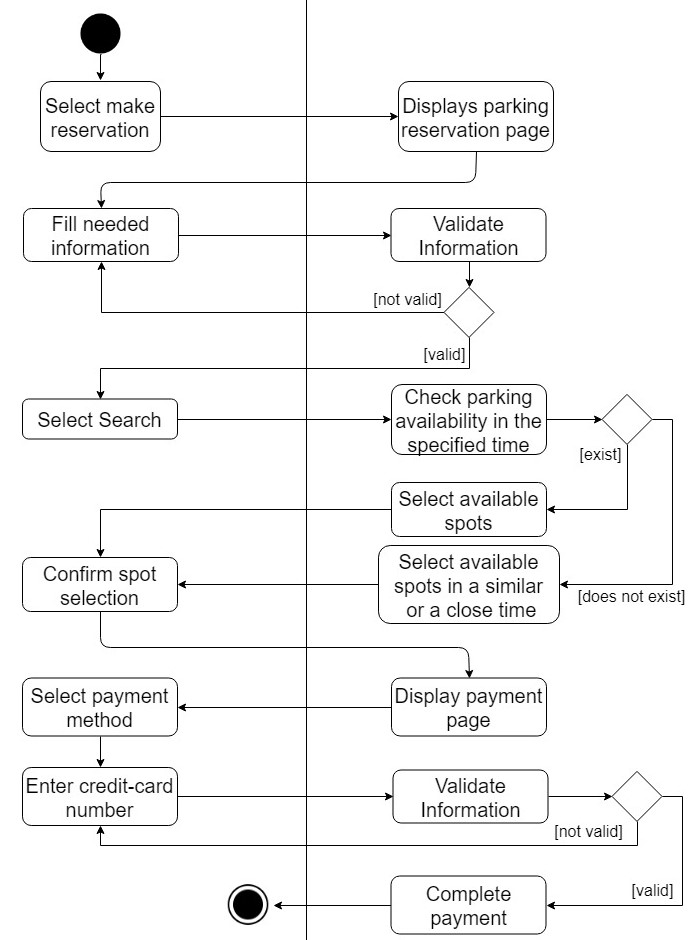 Select make
reservation
Displays parking
reservation page
Fill needed
information
Validate
Information
[not valid]
[valid]
Select Search
Check parking
availability in the
specified time
[exist]
Select available
spots
Confirm spot
selection
Select available
spots in a similar
or a close time
[does not exist]
Select payment
method
Display payment
page
Enter credit-card
number
Validate
Information
[not valid]
[valid]
Complete
payment